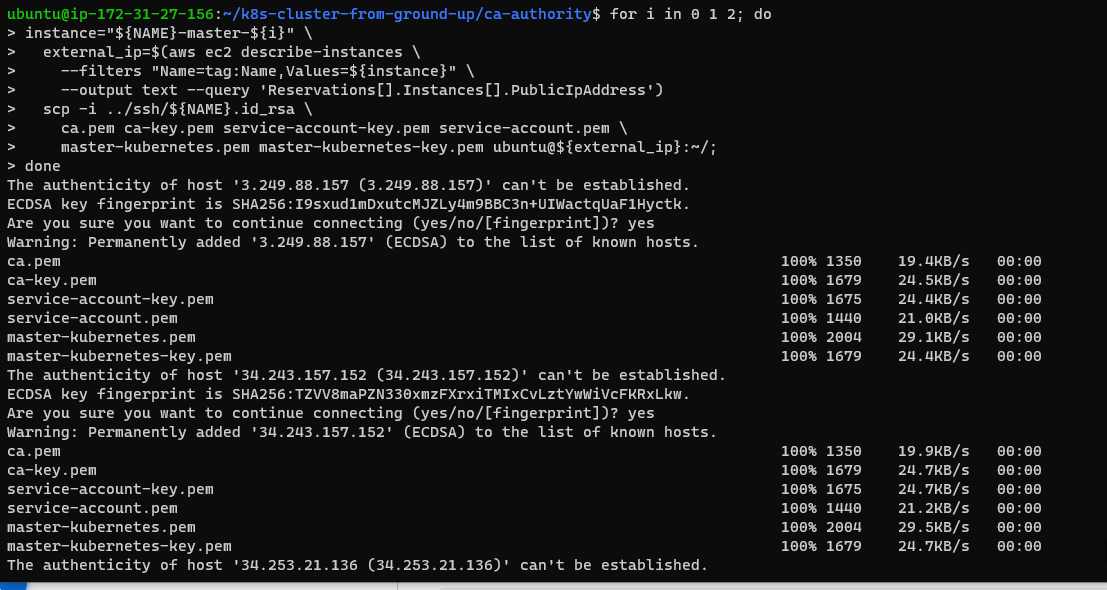 ubuntu@ip-172-31-27-156:~/k8s-cluster-from-ground-up/ca-authority$ for i in 0 1 2; do
> instance="${NAME}-master-${i}" \
>   external_ip=$(aws ec2 describe-instances \
>     --filters "Name=tag:Name,Values=${instance}" \
>     --output text --query 'Reservations[].Instances[].PublicIpAddress')
>   scp -i ../ssh/${NAME}.id_rsa \
>     ca.pem ca-key.pem service-account-key.pem service-account.pem \
>     master-kubernetes.pem master-kubernetes-key.pem ubuntu@${external_ip}:~/;
> done
The authenticity of host '3.249.88.157 (3.249.88.157)' can't be established.
ECDSA key fingerprint is SHA256:I9sxud1mDxutcMJZLy4m9BBC3n+UIWactqUaF1Hyctk.
Are you sure you want to continue connecting (yes/no/[fingerprint])? yes
Warning: Permanently added '3.249.88.157' (ECDSA) to the list of known hosts.
ca.pem 100% 1350 19.4KB/s 00:00
ca-key.pem 100% 1679 24.5KB/s 00:00
service-account-key.pem 100% 1675 24.4KB/s 00:00
service-account.pem 100% 1440 21.0KB/s 00:00
master-kubernetes.pem 100% 2004 29.1KB/s 00:00
master-kubernetes-key.pem 100% 1679 24.4KB/s 00:00
The authenticity of host '34.243.157.152 (34.243.157.152)' can't be established.
ECDSA key fingerprint is SHA256:TZVV8maPZN330xmzFXrxiTMIxCvLztYwWiVcFKRxLkw.
Are you sure you want to continue connecting (yes/no/[fingerprint])? yes
Warning: Permanently added '34.243.157.152' (ECDSA) to the list of known hosts.
ca.pem 100% 1350 19.9KB/s 00:00
ca-key.pem 100% 1679 24.7KB/s 00:00
service-account-key.pem 100% 1675 24.7KB/s 00:00
service-account.pem 100% 1440 21.2KB/s 00:00
master-kubernetes.pem 100% 2004 29.5KB/s 00:00
master-kubernetes-key.pem 100% 1679 24.7KB/s 00:00
The authenticity of host '34.253.21.136 (34.253.21.136)' can't be established.